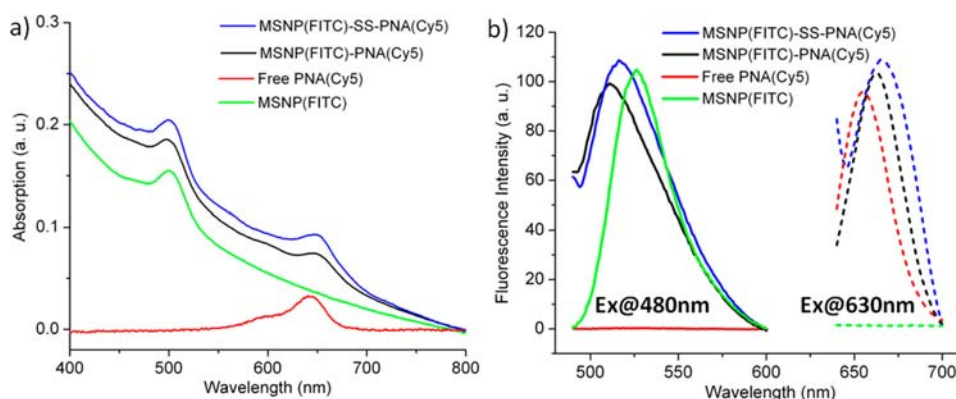 a)
MSNP(FITC)-SS-PNA(Cy5)
MSNP(FITC)-PNA(Cy5)
Free PNA(Cy5)
MSNP(FITC)
Absorption (a. u.)
0.3
0.2
0.1
0.0
400 500 600 700 800
Wavelength (nm)
b)
MSNP(FITC)-SS-PNA(Cy5)
MSNP(FITC)-PNA(Cy5)
Free PNA(Cy5)
MSNP(FITC)
Fluorescence Intensity (a. u.)
120
100
80
60
40
20
0
Ex@480nm
Ex@630nm
500 525 550 575 600 650 675 700
Wavelength (nm)